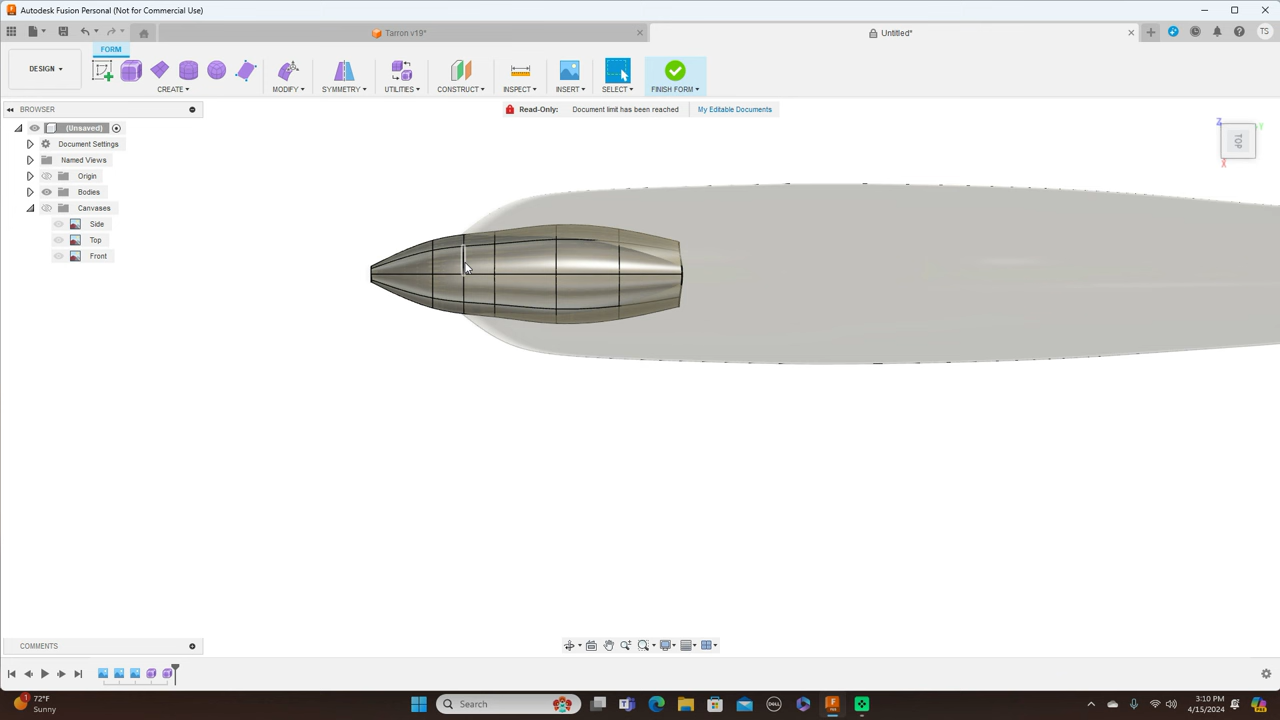 Autodesk Fusion Personal (Not for Commercial Use)
Tarron v19*
Untitled*
TS
FORM
DESIGN
CREATE
MODIFY
SYMMETRY
UTILITIES
CONSTRUCT
INSPECT
INSERT
SELECT
FINISH FORM
BROWSER
Read-Only: Document limit has been reached My Editable Documents
(Unsaved)
Document Settings
Named Views
Origin
Bodies
Canvases
Side
Top
Front
Z
Y
TOP
X
COMMENTS
72°F
Sunny
Search
3:10 PM
4/15/2024